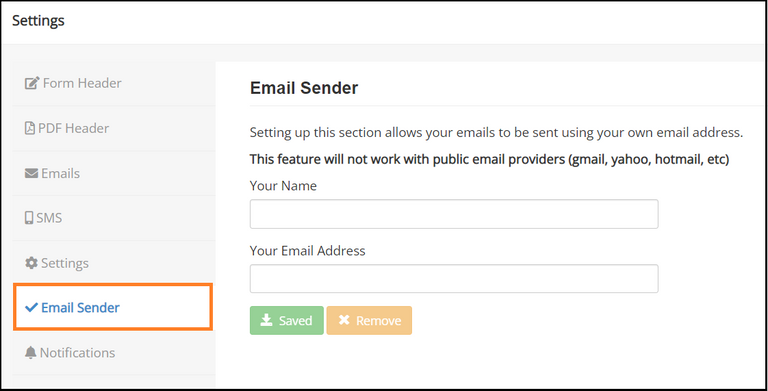 Settings
Form Header
PDF Header
Emails
SMS
Settings
Email Sender
Notifications
Email Sender
Setting up this section allows your emails to be sent using your own email address.
This feature will not work with public email providers (gmail, yahoo, hotmail, etc)
Your Name
Your Email Address
Saved
Remove